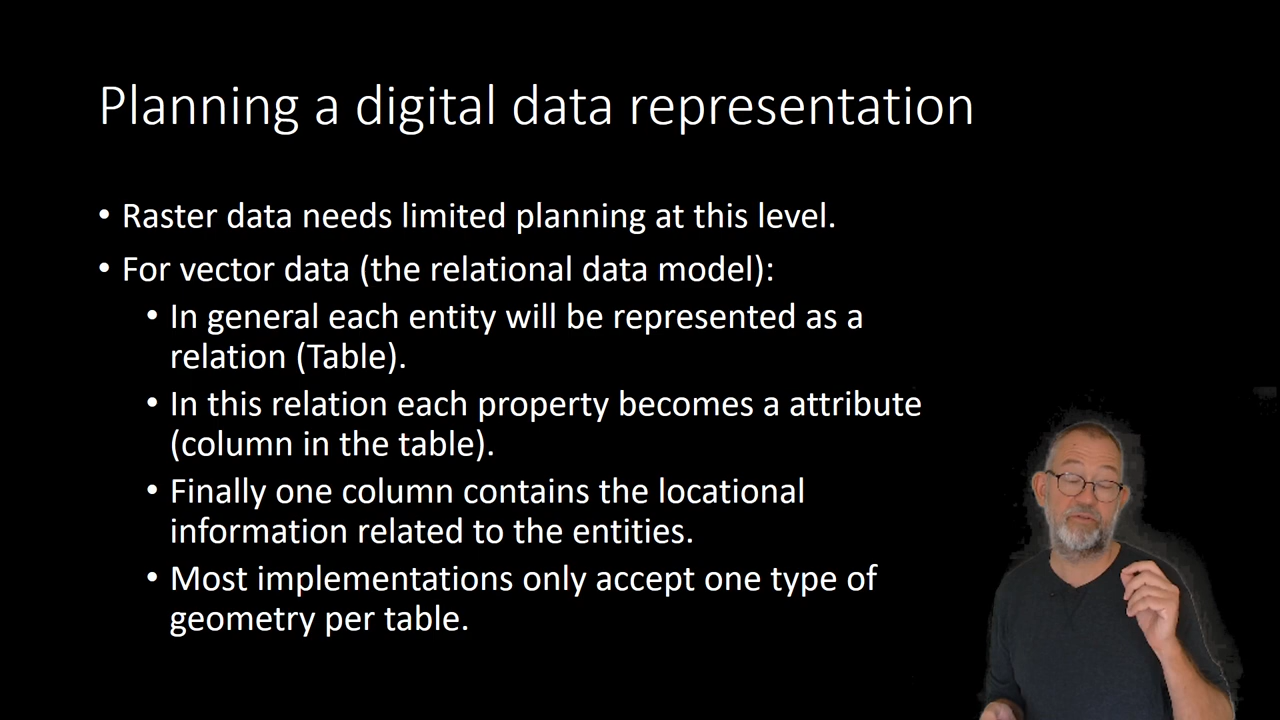 Planning a digital data representation
• Raster data needs limited planning at this level.
• For vector data (the relational data model):
• In general each entity will be represented as a
relation (Table).
• In this relation each property becomes a attribute
(column in the table).
• Finally one column contains the locational
information related to the entities.
• Most implementations only accept one type of
geometry per table.